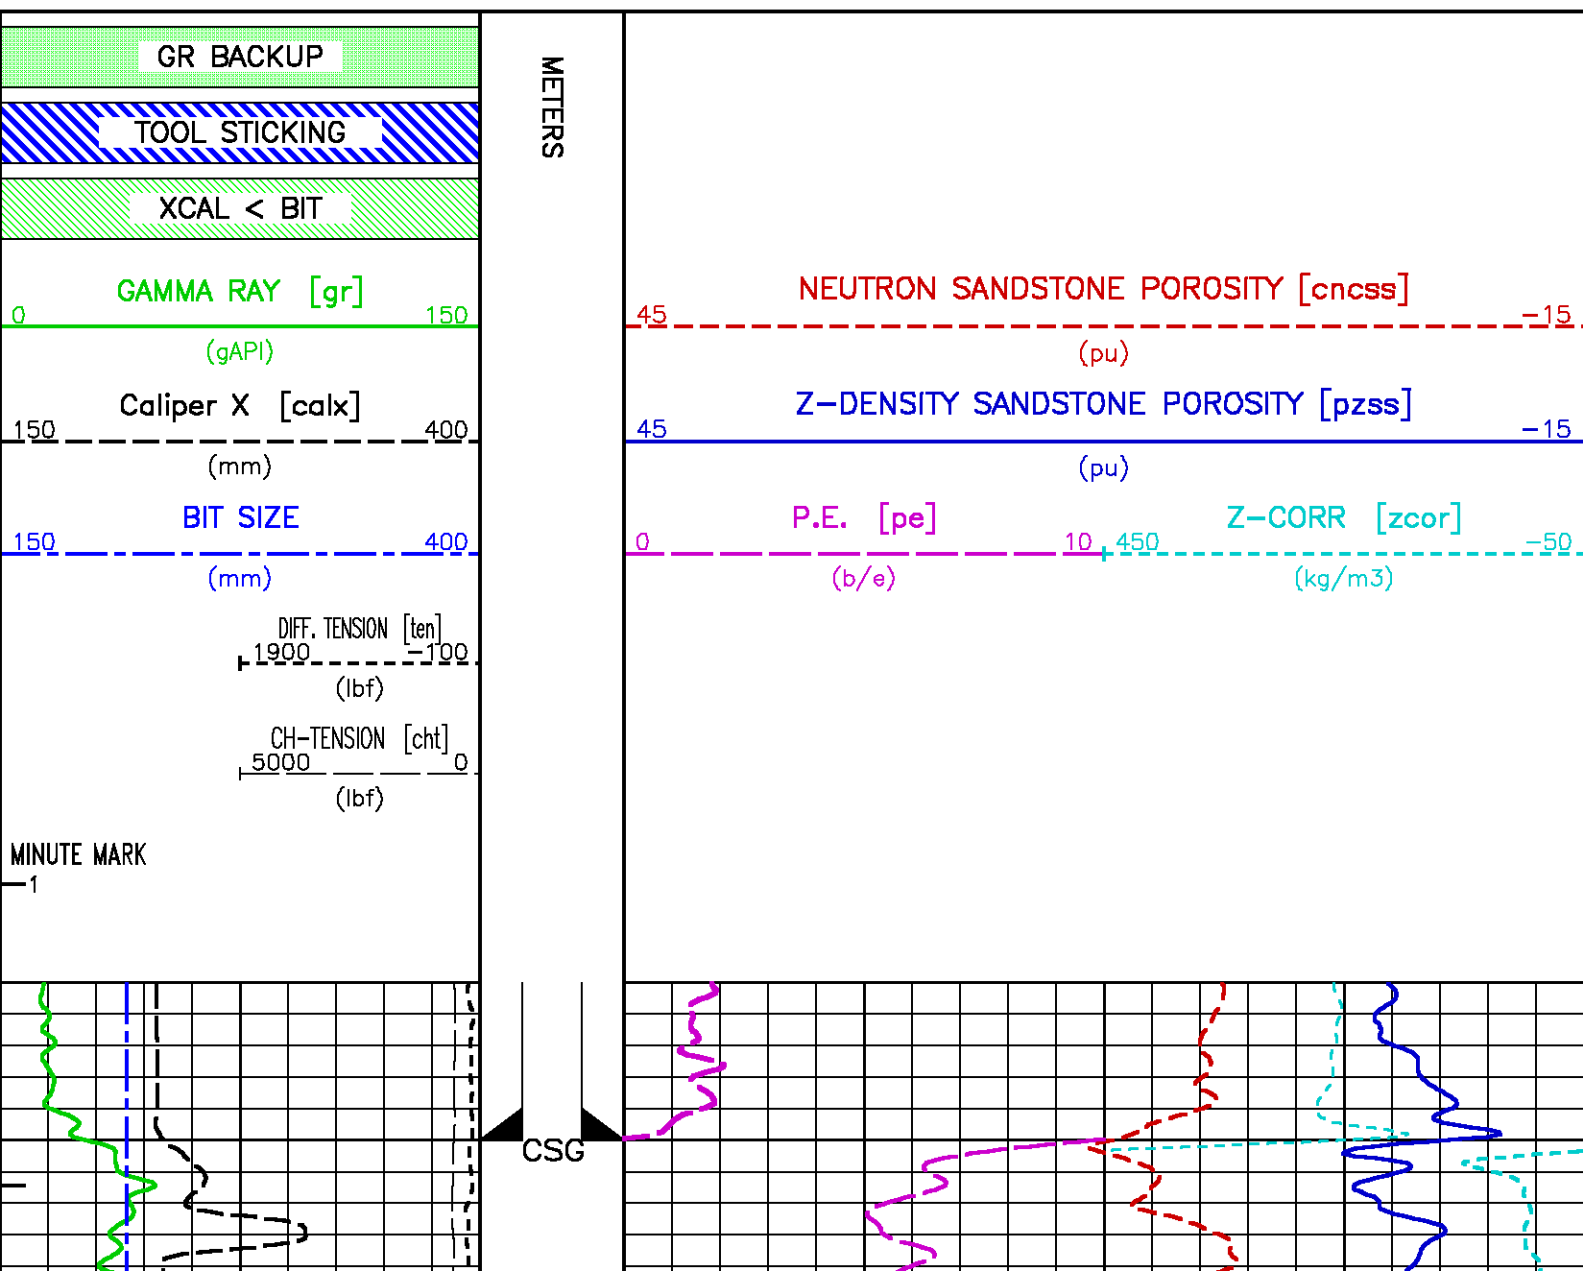 GR BACKUP
TOOL STICKING
XCAL < BIT
METERS
GAMMA RAY [gr]
0 150
(gAPI)
Caliper X [calx]
150 400
(mm)
BIT SIZE
150 400
(mm)
DIFF. TENSION [ten]
1900 -100
(lbf)
CH-TENSION [cht]
5000 0
(lbf)
MINUTE MARK
1
NEUTRON SANDSTONE POROSITY [cncss]
45 -15
(pu)
Z-DENSITY SANDSTONE POROSITY [pzss]
45 -15
(pu)
P.E. [pe] Z-CORR [zcor]
0 10 450 -50
(b/e) (kg/m3)
CSG